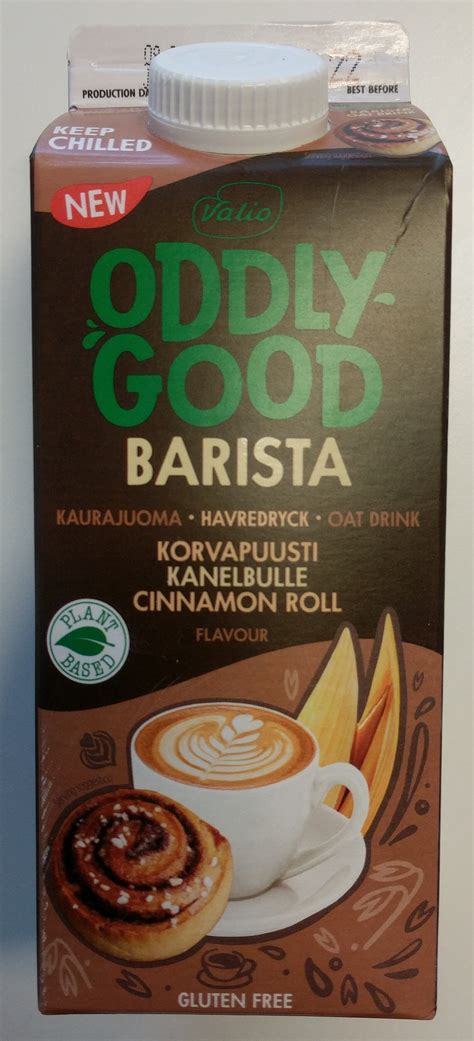 PRODUCTION
BEST BEFORE
KEEP
CHILLED
NEW
Valio
ODDLY
GOOD
BARISTA
KAURAJUOMA • HAVREDRYCK • OAT DRINK
KORVAPUUSTI
KANELBULLE
CINNAMON ROLL
FLAVOUR
PLANT
BASED
GLUTEN FREE